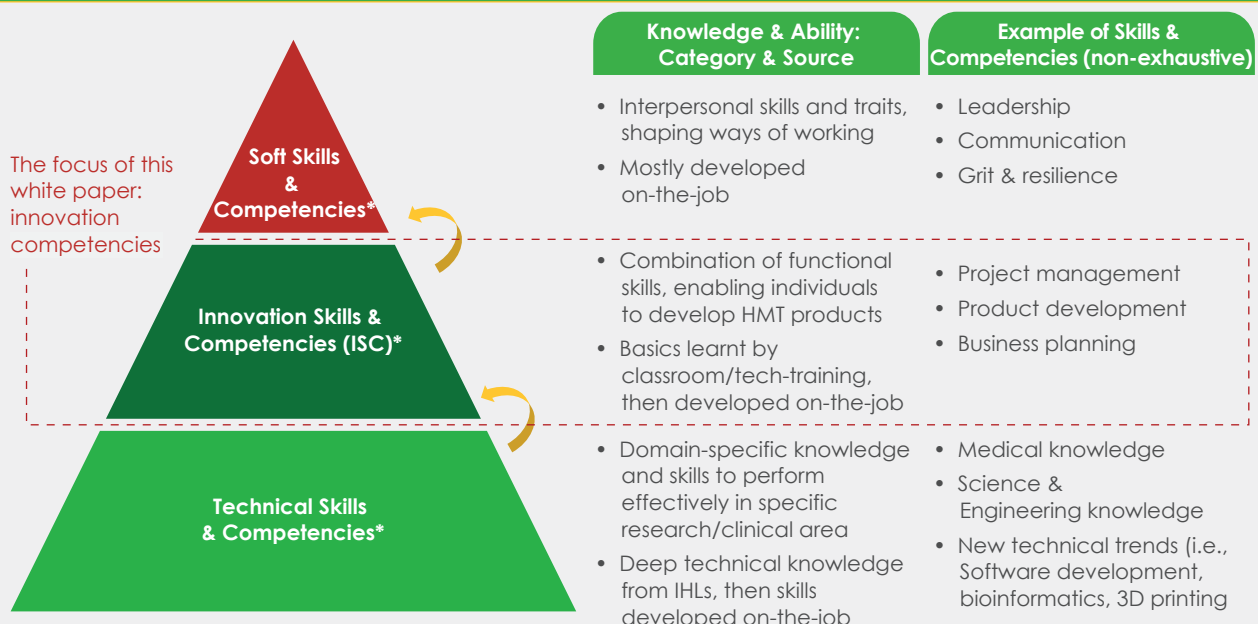 Knowledge & Ability:
Category & Source
Example of Skills &
Competencies (non-exhaustive)
The focus of this
white paper:
innovation
competencies
Soft Skills
&
Competencies*
• Interpersonal skills and traits,
shaping ways of working
• Mostly developed
on-the-job
• Leadership
• Communication
• Grit & resilience
Innovation Skills &
Competencies (ISC)*
• Combination of functional
skills, enabling individuals
to develop HMT products
• Basics learnt by
classroom/tech-training,
then developed on-the-job
• Project management
• Product development
• Business planning
Technical Skills
& Competencies*
• Domain-specific knowledge
and skills to perform
effectively in specific
research/clinical area
• Deep technical knowledge
from IHLs, then skills
developed on-the-job
• Medical knowledge
• Science &
Engineering knowledge
• New technical trends (i.e.,
Software development,
bioinformatics, 3D printing